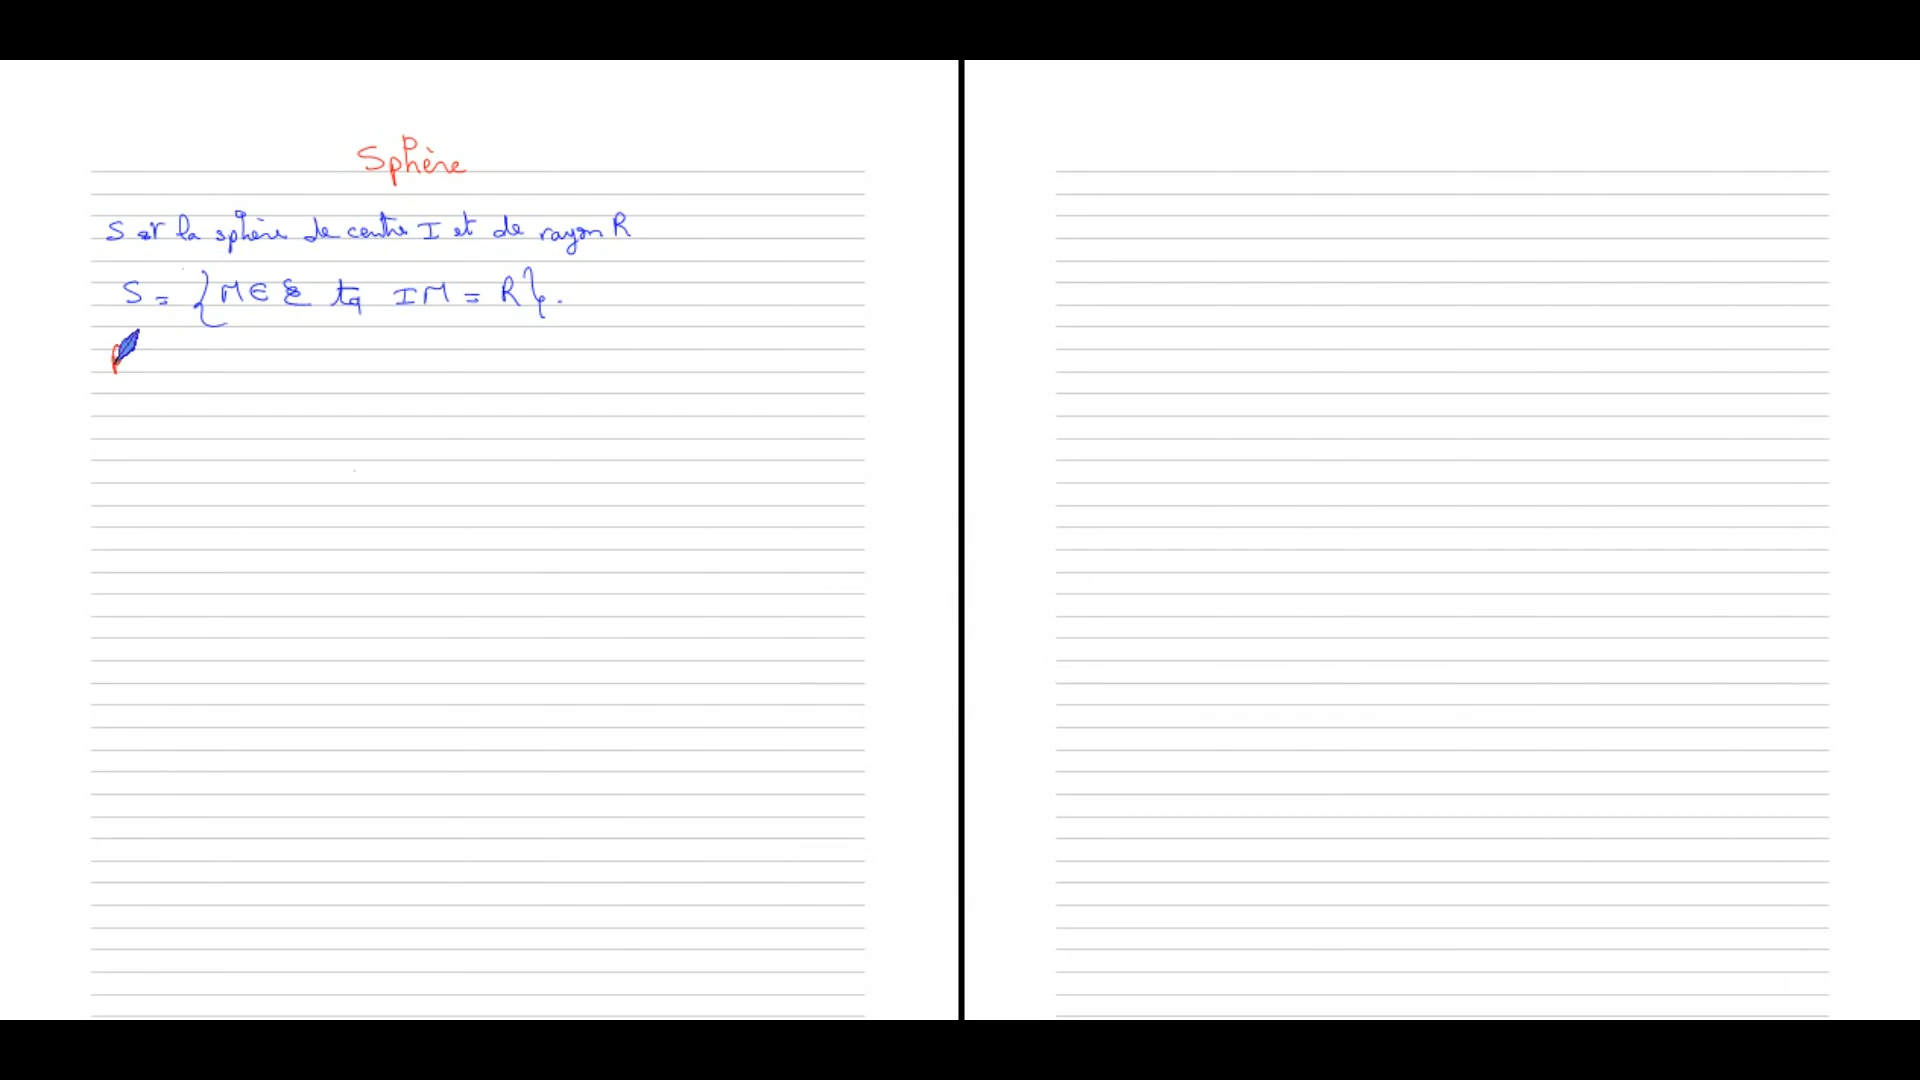 Sphère
S est la sphère de centre I et de rayon R
S = { M ∈ ξ tq IM = R }.